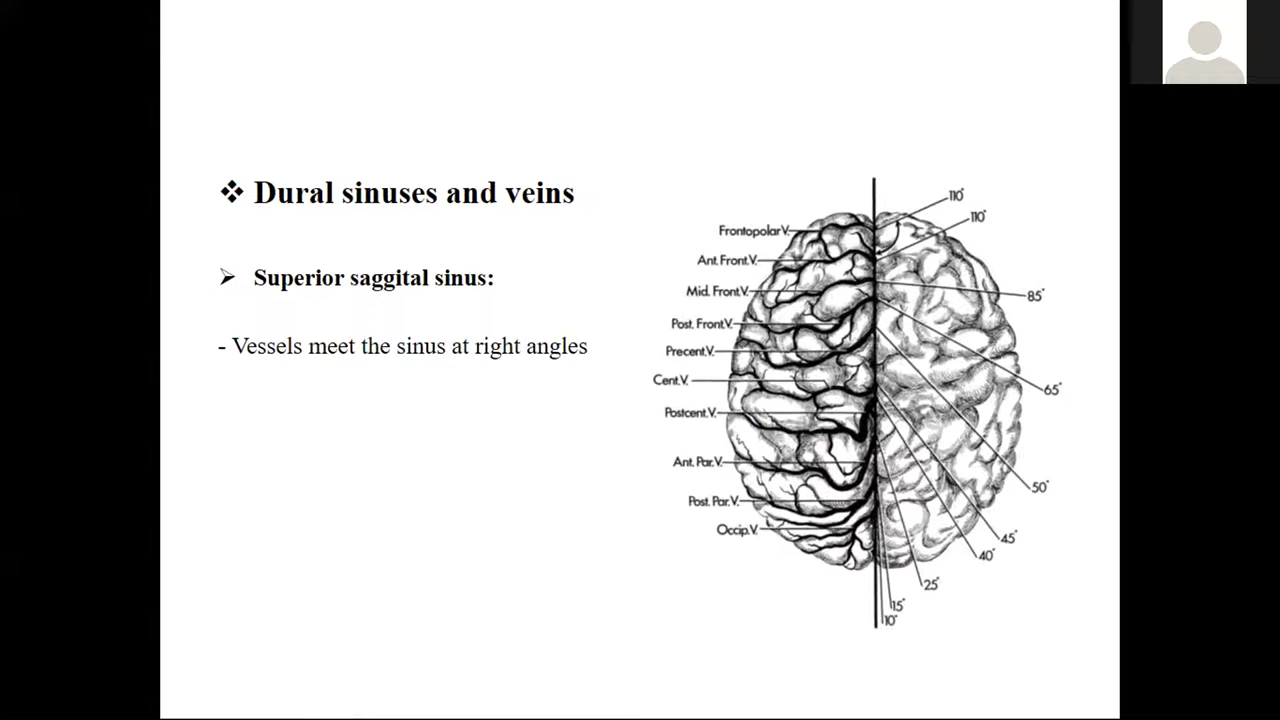 ❖ Dural sinuses and veins
➢ Superior saggital sinus:
- Vessels meet the sinus at right angles
Frontopolar V.
Ant. Front. V.
Mid. Front. V.
Post. Front. V.
Precent. V.
Cent. V.
Postcent. V.
Ant. Par. V.
Post. Par. V.
Occip. V.
110°
110°
85°
65°
50°
45°
40°
25°
15°
10°